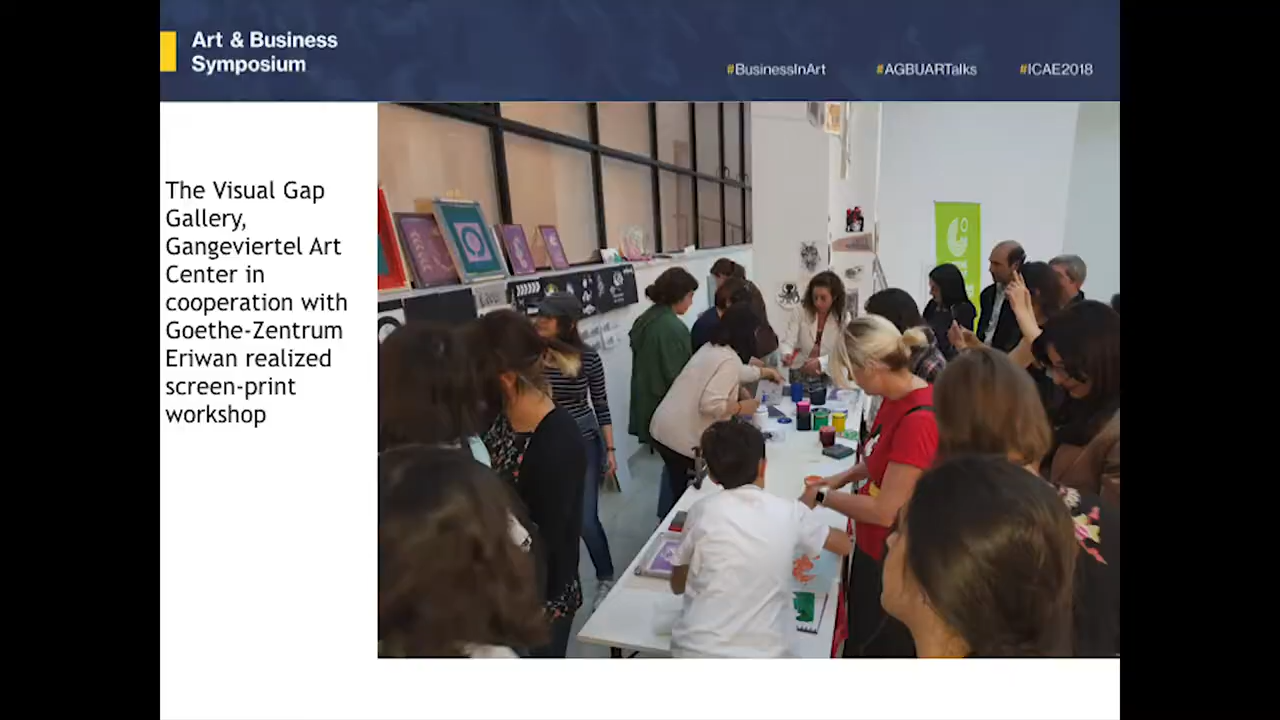 Art & Business
Symposium
#BusinessInArt
#AGBUARTalks
#ICAE2018
The Visual Gap
Gallery,
Gangeviertel Art
Center in
cooperation with
Goethe-Zentrum
Eriwan realized
screen-print
workshop